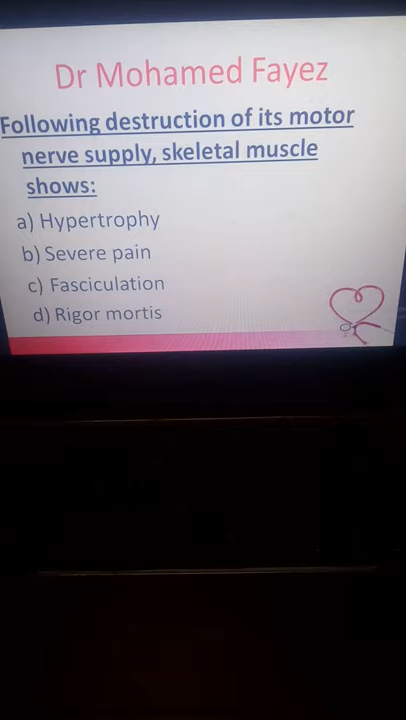 Dr Mohamed Fayez
Following destruction of its motor
nerve supply, skeletal muscle
shows:
a) Hypertrophy
b) Severe pain
c) Fasciculation
d) Rigor mortis